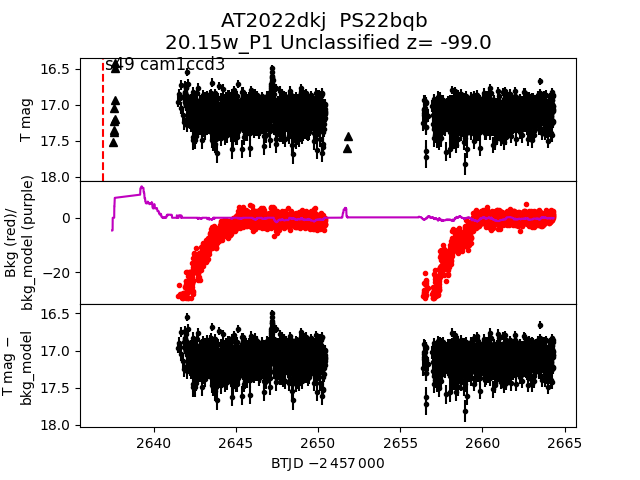 AT2022dkj  PS22bqb
20.15w_P1 Unclassified z= -99.0
s49 cam1ccd3
16.5
17.0
17.5
18.0
T mag
0
−20
Bkg (red)/
bkg_model (purple)
16.5
17.0
17.5
18.0
T mag −
bkg_model
2640 2645 2650 2655 2660 2665
BTJD −2 457 000